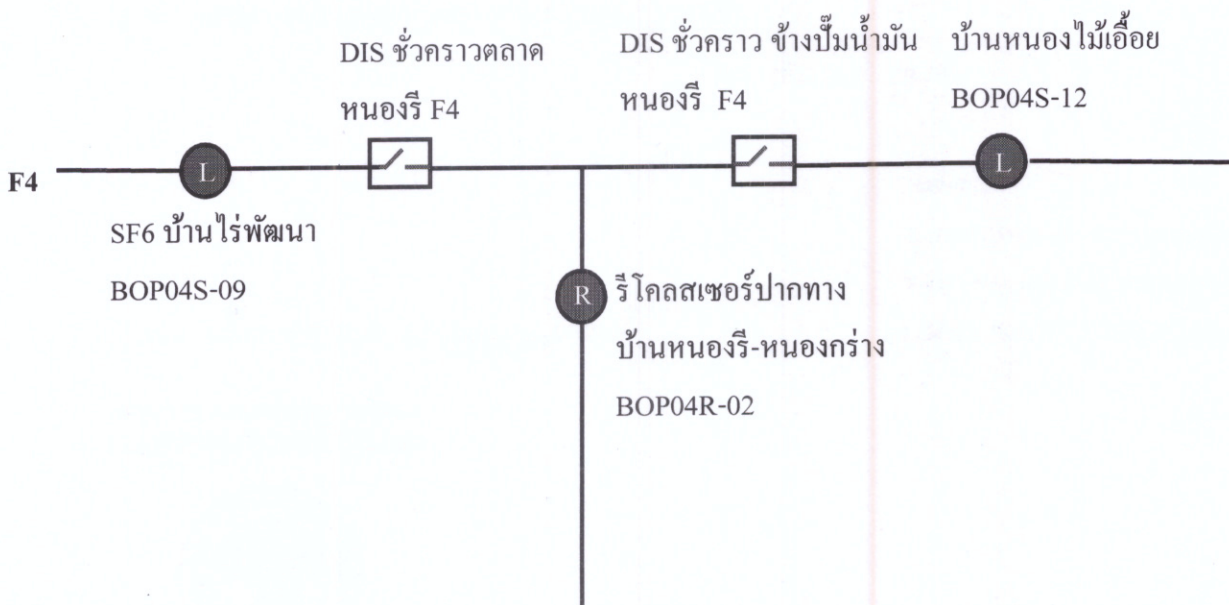 DIS ชั่วคราวตลาด
หนองรี F4
DIS ชั่วคราว ข้างปั๊มน้ำมัน
หนองรี F4
บ้านหนองไม้เอื้อย
BOP04S-12
F4
L
L
SF6 บ้านไร่พัฒนา
BOP04S-09
R
รีโคลสเซอร์ปากทาง
บ้านหนองรี-หนองกร่าง
BOP04R-02